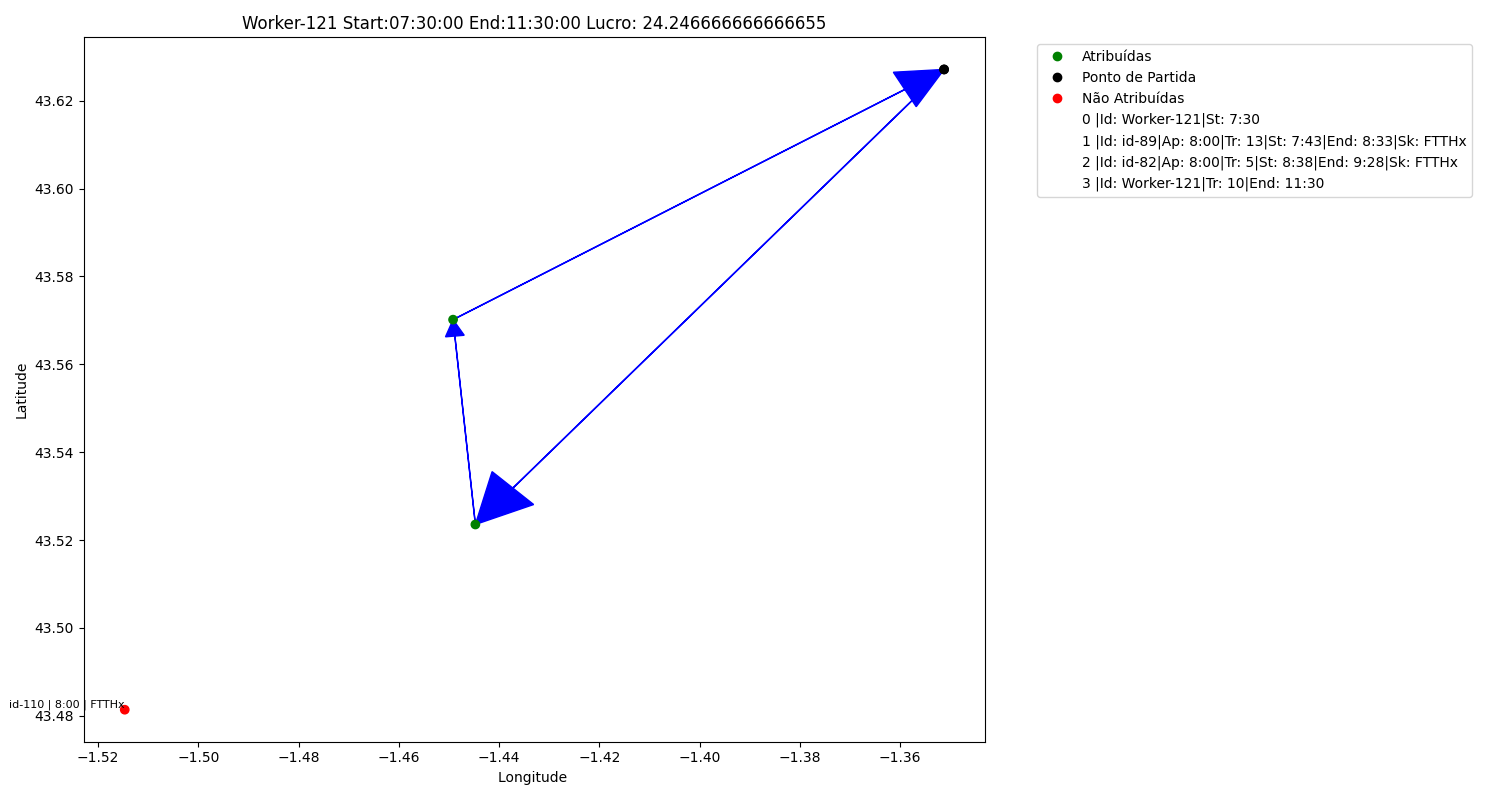 Worker-121 Start:07:30:00 End:11:30:00 Lucro: 24.246666666666655
Atribuídas
Ponto de Partida
Não Atribuídas
0 |Id: Worker-121|St: 7:30
1 |Id: id-89|Ap: 8:00|Tr: 13|St: 7:43|End: 8:33|Sk: FTTHx
2 |Id: id-82|Ap: 8:00|Tr: 5|St: 8:38|End: 9:28|Sk: FTTHx
3 |Id: Worker-121|Tr: 10|End: 11:30
43.62
43.60
43.58
43.56
43.54
43.52
43.50
43.48
Latitude
id-110 | 8:00 | FTTHx
−1.52 −1.50 −1.48 −1.46 −1.44 −1.42 −1.40 −1.38 −1.36
Longitude